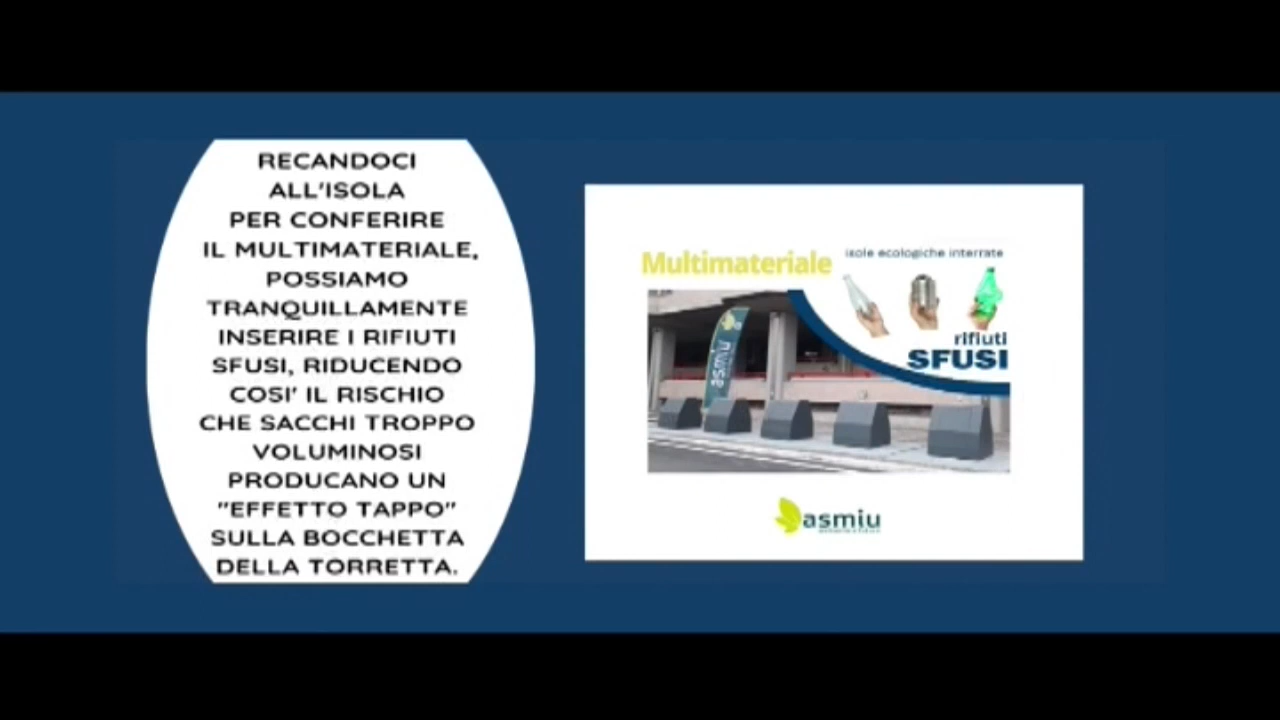 RECANDOCI
ALL'ISOLA
PER CONFERIRE
IL MULTIMATERIALE,
POSSIAMO
TRANQUILLAMENTE
INSERIRE I RIFIUTI
SFUSI, RIDUCENDO
COSI' IL RISCHIO
CHE SACCHI TROPPO
VOLUMINOSI
PRODUCANO UN
"EFFETTO TAPPO"
SULLA BOCCHETTA
DELLA TORRETTA.
Multimateriale
isole ecologiche interrate
rifiuti
SFUSI
asmiu
asmiu